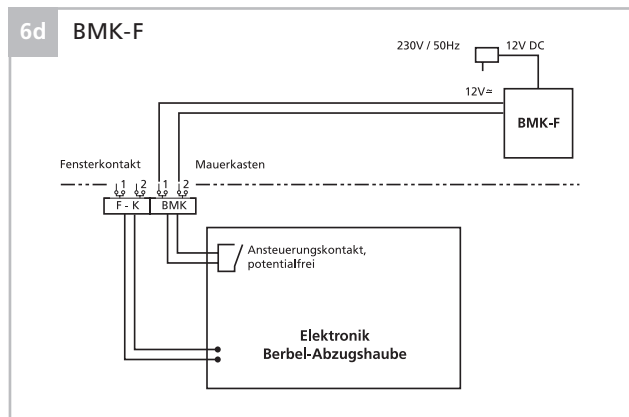 6d BMK-F
230V / 50Hz 12V DC
12V≂
BMK-F
Fensterkontakt Mauerkasten
1 2 1 2
F - K BMK
Ansteuerungskontakt,
potentialfrei
Elektronik
Berbel-Abzugshaube